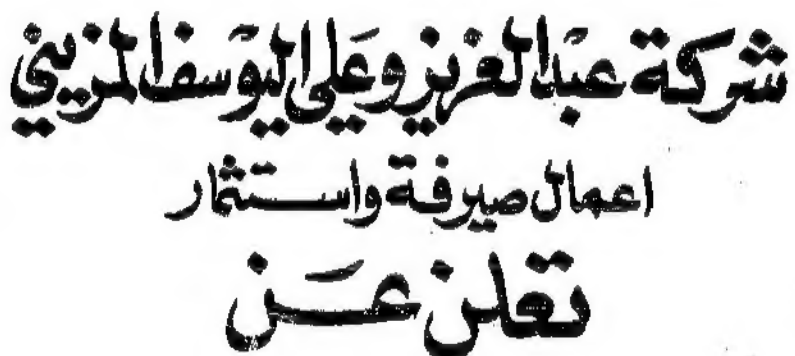 شركة عبدالعزيز وعلي اليوسف المزيني
اعمال صيرفة واستثمار
تعلن عن